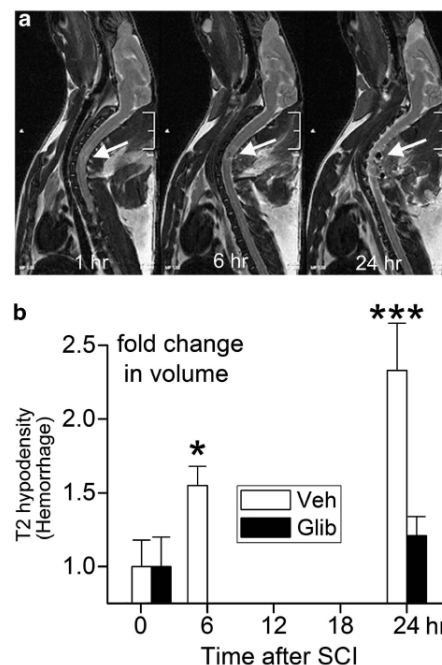 a
1 hr
6 hr
24 hr
b
***
fold change
in volume
*
2.5
2.0
1.5
1.0
T2 hypodensity
(Hemorrhage)
Veh
Glib
0
6
12
18
24 hr
Time after SCI